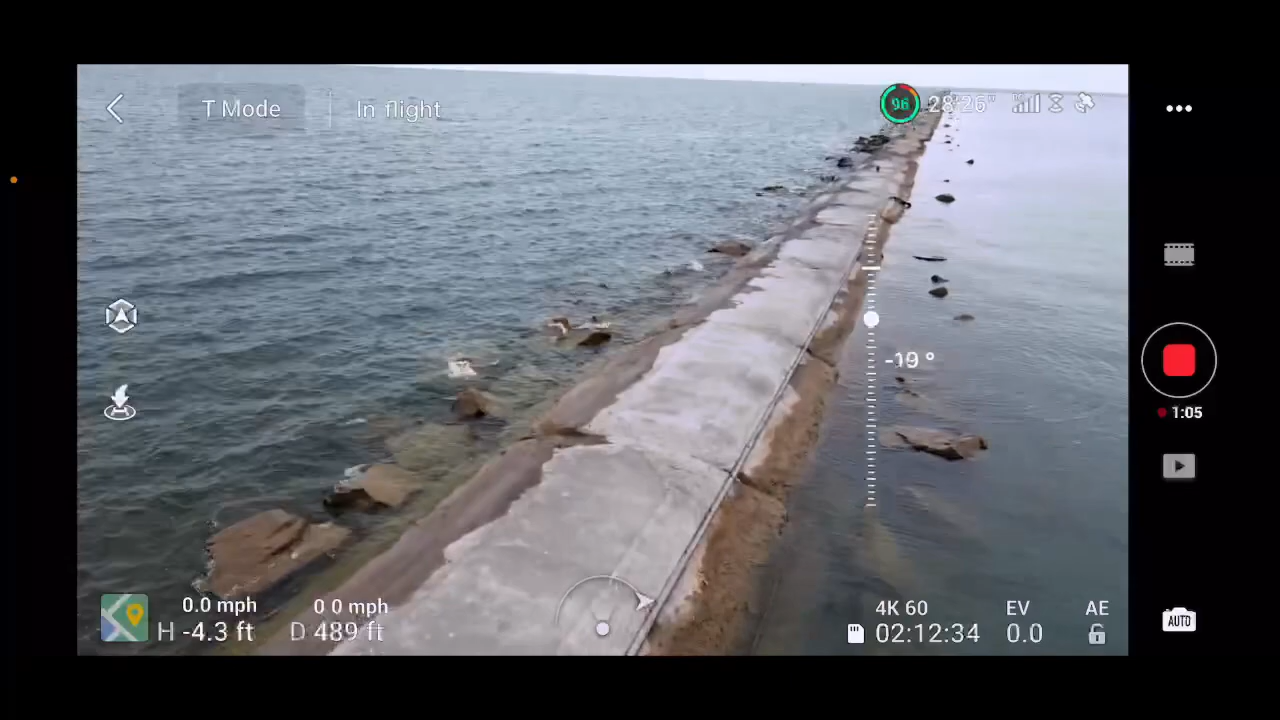 T Mode
In flight
96
28'26"
-19 °
1:05
0.0 mph
0 0 mph
H -4.3 ft
D 489 ft
4K 60
EV
AE
02:12:34
0.0
AUTO